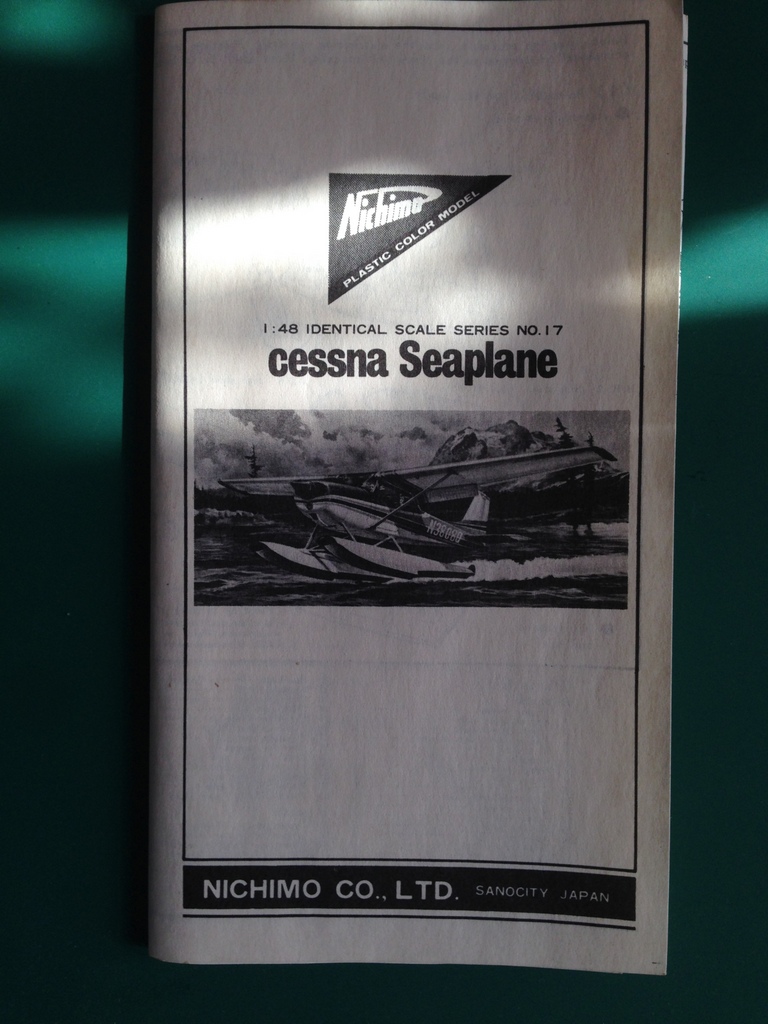 Nichimo
PLASTIC COLOR MODEL
1:48 IDENTICAL SCALE SERIES NO.17
cessna Seaplane
NICHIMO CO., LTD. SANOCITY JAPAN